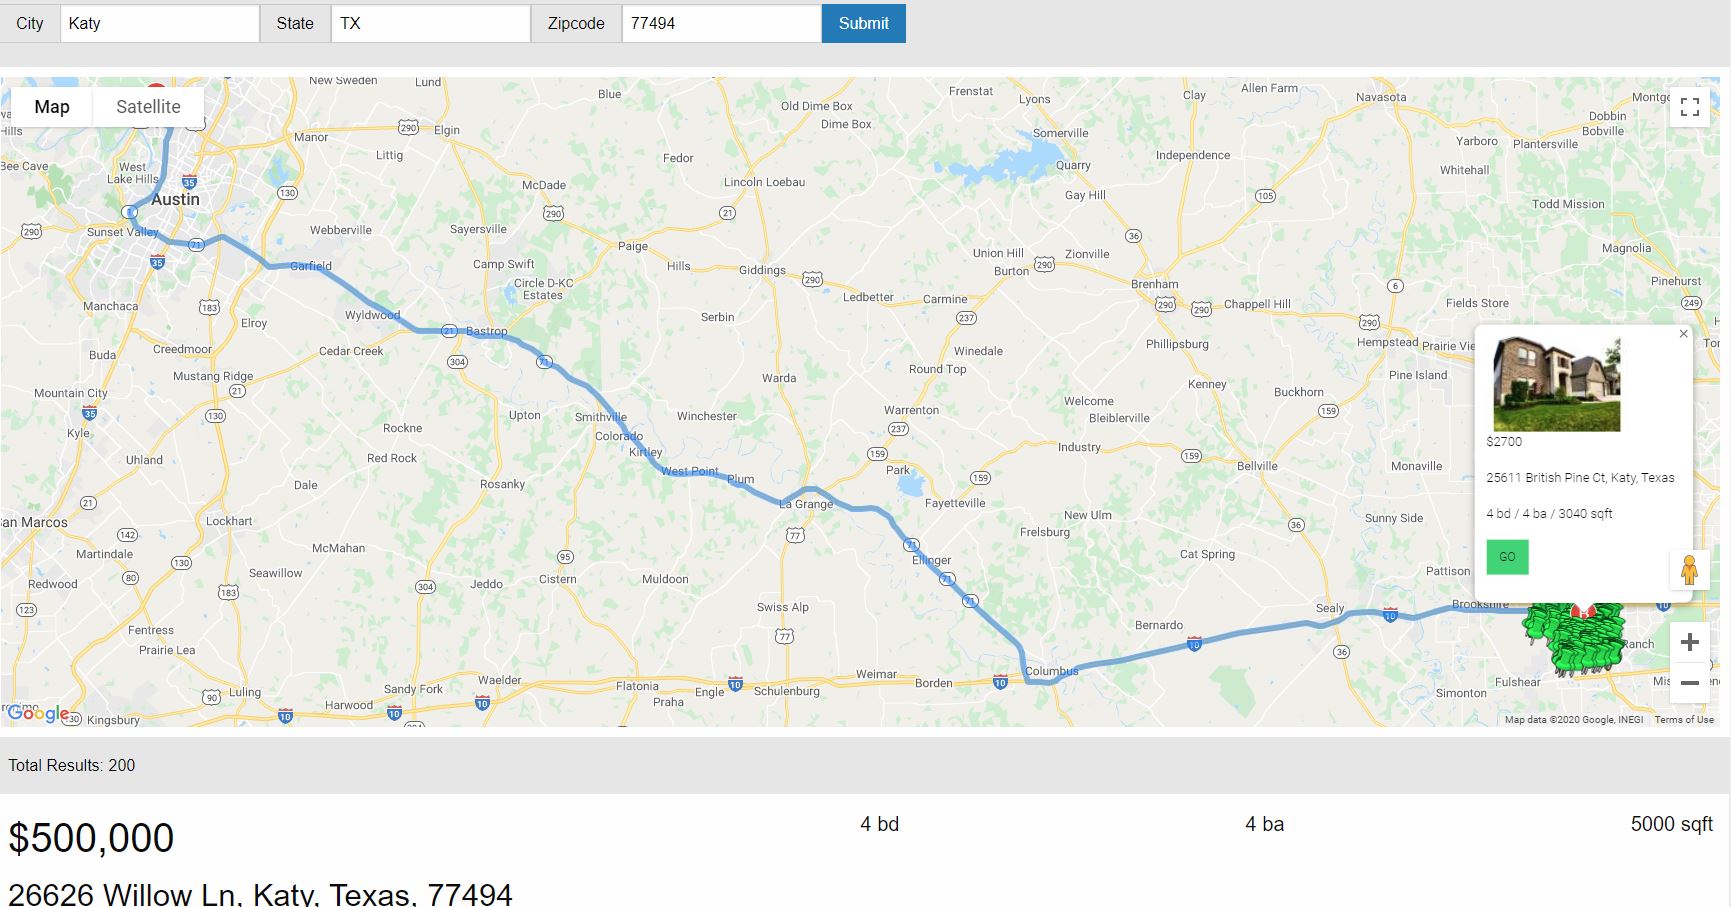 City Katy State TX Zipcode 77494 Submit
New Sweden Lund Blue Frenstat Lyons Clay Allen Farm Navasota
Map Satellite
Old Dime Box
Dime Box
Dobbin
Bobville
Hills Manor 290 Elgin Somerville Yarboro Plantersville
Littig Fedor Quarry Independence Whitehall
Bee Cave West
Lake Hills
35 130 McDade Lincoln Loebau Gay Hill 105
Austin 290 21 Todd Mission
290 Sunset Valley 1 71 Webberville Sayersville Paige 36 Magnolia
35 Garfield Camp Swift Hills Giddings 290 Union Hill
Burton 290 Zionville
Circle D-KC
Estates
Brenham 6 Pinehurst
Manchaca 183 Wyldwood Ledbetter Carmine 290 290 Chappell Hill Fields Store 249
Elroy 21 Bastrop Serbin 237 290
Buda Creedmoor Cedar Creek 304 71 Winedale Phillipsburg Hempstead Prairie Vie
Mustang Ridge Warda Round Top Pine Island
Mountain City 21 Kenney Buckhorn
35 130 Upton Smithville Winchester Warrenton Welcome
Bleiblerville 159
Kyle Rockne Colorado 237
Uhland Red Rock Kirtley 159 Industry 159 Bellville Monaville
West Point Plum Park 159
Dale Rosanky La Grange Fayetteville
21 San Marcos Lockhart New Ulm Sunny Side
142 McMahan 77 71 Frelsburg 36
Martindale 130 Seawillow 95 Ellinger Cat Spring Pattison
Redwood 80 183 304 Jeddo Cistern Muldoon 71
123 Swiss Alp 71 Sealy 10 Brookshire 10
Fentress 77 Bernardo 10 Ranch
Prairie Lea 36
Columbus
90 Luling Sandy Fork Waelder Flatonia Engle 10 Schulenburg Weimar Borden 10 Simonton Fulshear
10 Harwood 10 10 Praha
Google Kingsbury
$2700
25611 British Pine Ct, Katy, Texas
4 bd / 4 ba / 3040 sqft
GO
Map data ©2020 Google, INEGI Terms of Use
Total Results: 200
$500,000 4 bd 4 ba 5000 sqft
26626 Willow Ln, Katy, Texas, 77494